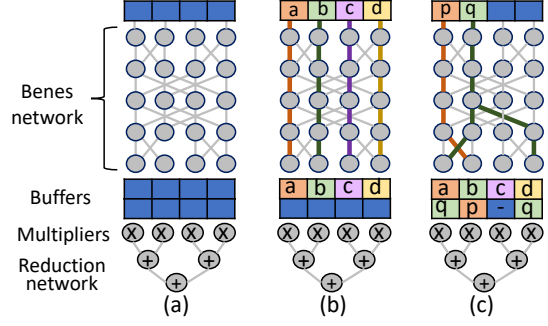 a b c d p q
Benes
network
Buffers
a b c d a b c d
q p - q
Multipliers
x x x x x x x x x x x x
Reduction
network
+ + + + + +
+ + +
(a) (b) (c)